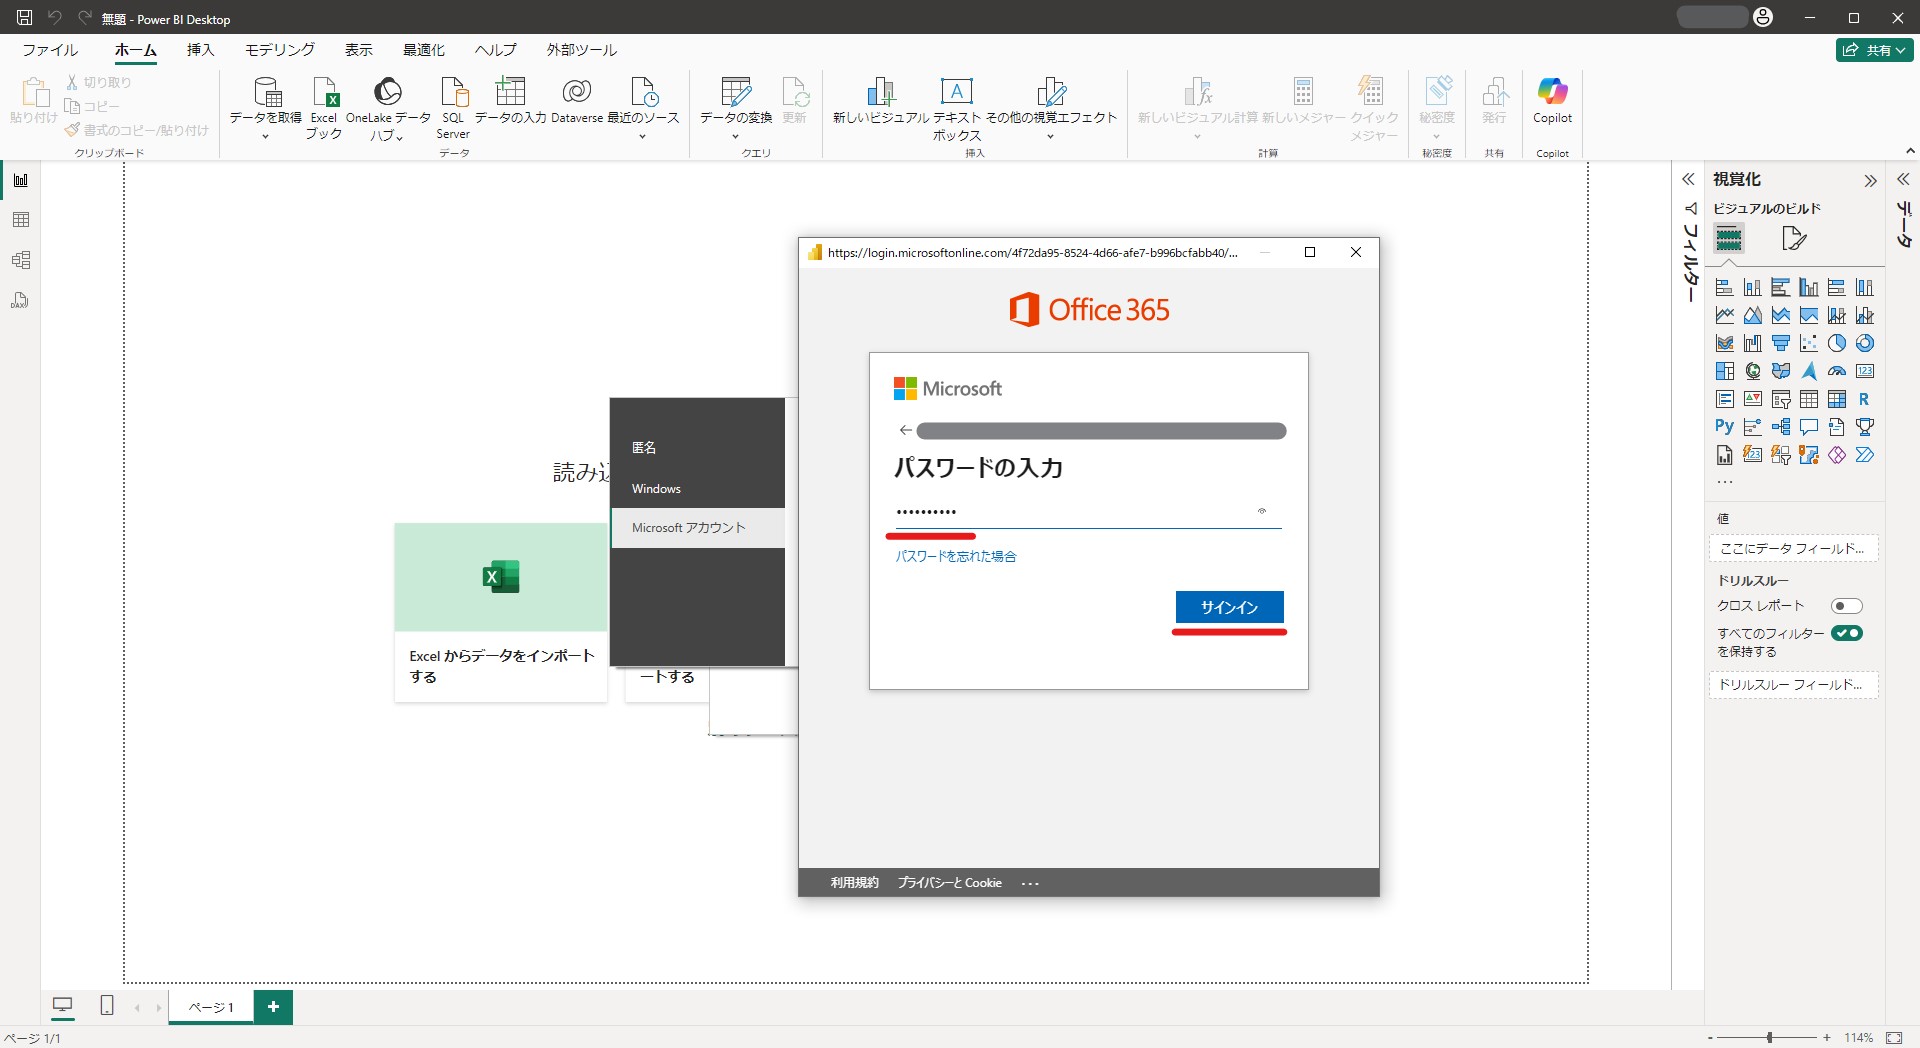 無題 - Power BI Desktop
ファイル
ホーム
挿入
モデリング
表示
最適化
ヘルプ
外部ツール
共有
貼り付け
切り取り
コピー
書式のコピー/貼り付け
クリップボード
データを取得
Excel
ブック
OneLake データ
ハブ
SQL
Server
データの入力
Dataverse
最近のソース
データ
データの変換
更新
クエリ
新しいビジュアル
テキスト
ボックス
その他の視覚エフェクト
挿入
新しいビジュアル計算
新しいメジャー
クイック
メジャー
計算
秘密度
秘密度
発行
共有
Copilot
Copilot
読み込
Excel からデータをインポート
する
ートする
匿名
Windows
Microsoft アカウント
https://login.microsoftonline.com/4f72da95-8524-4d66-afe7-b996bcfabb40/...
Office 365
Microsoft
パスワードの入力
パスワードを忘れた場合
サインイン
利用規約
プライバシーと Cookie
フィルター
視覚化
ビジュアルのビルド
123
R
Py
123
値
ここにデータ フィールド...
ドリルスルー
クロス レポート
すべてのフィルター
を保持する
ドリルスルー フィールド...
データ
DAX
ページ 1
ページ 1/1
114%